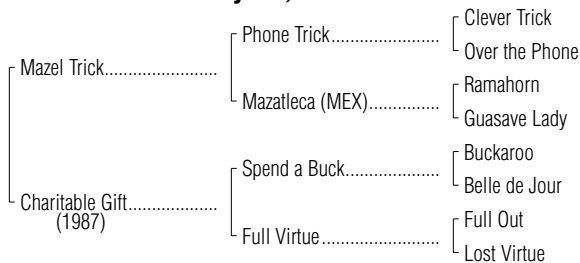 Clever Trick
Phone Trick
Over the Phone
Mazel Trick
Ramahorn
Mazatleca (MEX)
Guasave Lady
Buckaroo
Spend a Buck
Belle de Jour
Charitable Gift
(1987)
Full Out
Full Virtue
Lost Virtue